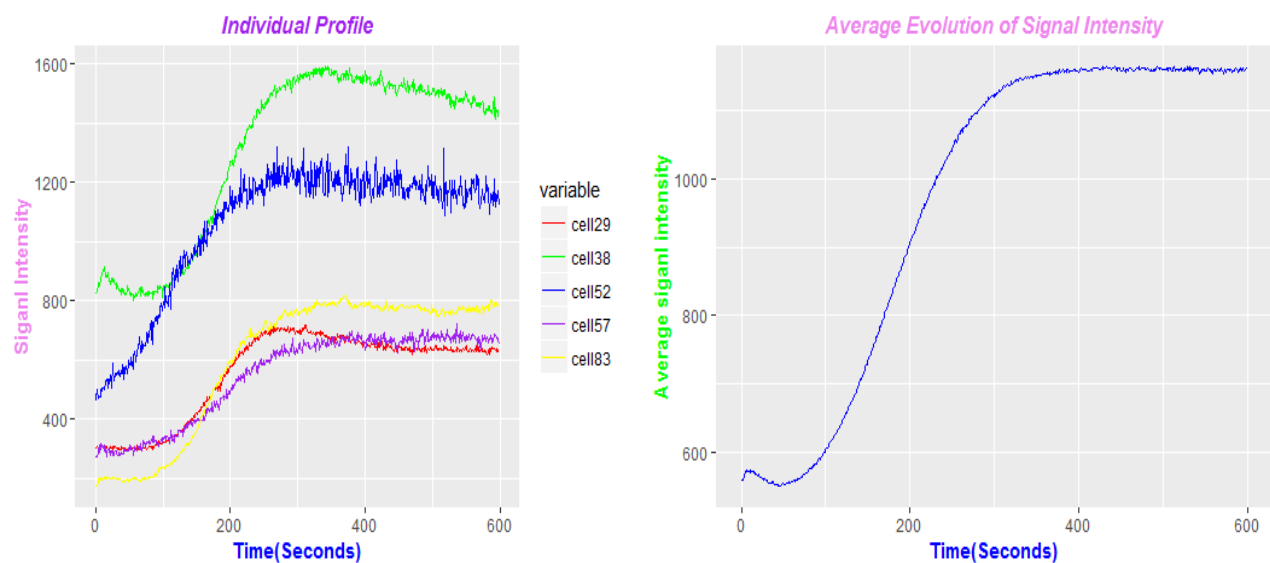 Individual Profile
Siganl Intensity
1600
1200
800
400
0 200 400 600
Time(Seconds)
variable
cell29
cell38
cell52
cell57
cell83
Average Evolution of Signal Intensity
Average siganl intensity
1000
800
600
0 200 400 600
Time(Seconds)